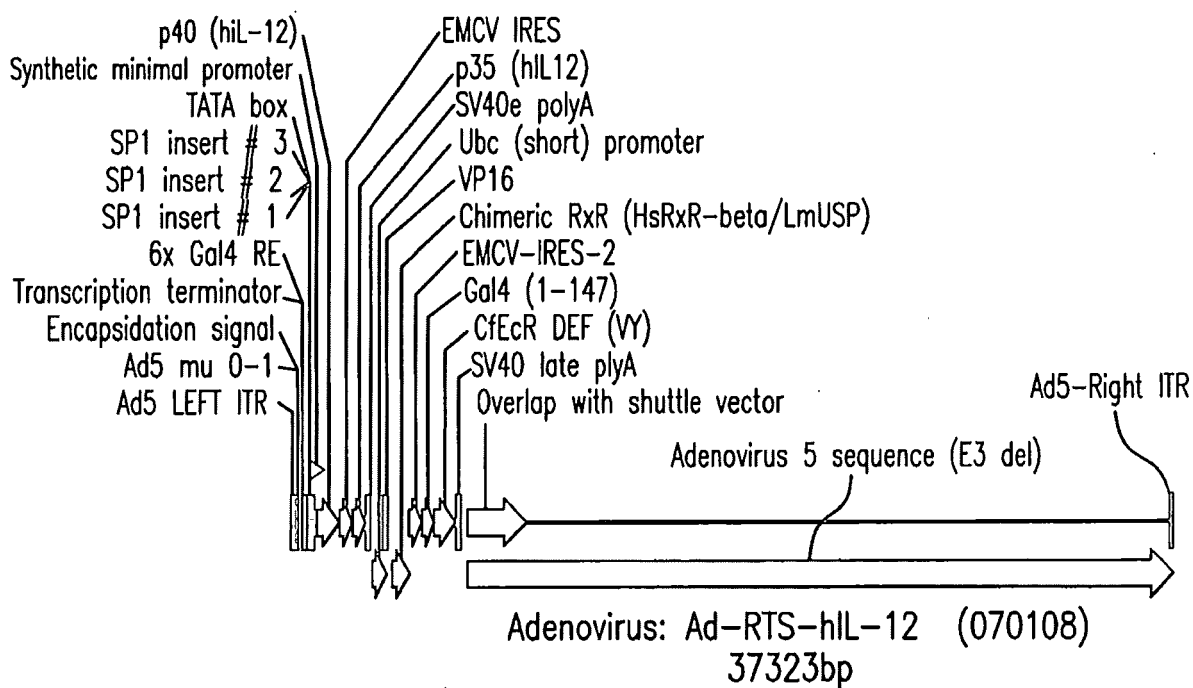 p40 (hiL-12)
Synthetic minimal promoter
TATA box
SP1 insert # 3
SP1 insert # 2
SP1 insert # 1
6x Gal4 RE
Transcription terminator
Encapsidation signal
Ad5 mu 0-1
Ad5 LEFT ITR
EMCV IRES
p35 (hIL12)
SV40e polyA
Ubc (short) promoter
VP16
Chimeric RxR (HsRxR-beta/LmUSP)
EMCV-IRES-2
Gal4 (1-147)
CfEcR DEF (VY)
SV40 late plyA
Overlap with shuttle vector
Ad5-Right ITR
Adenovirus 5 sequence (E3 del)
Adenovirus: Ad-RTS-hIL-12 (070108)
37323bp